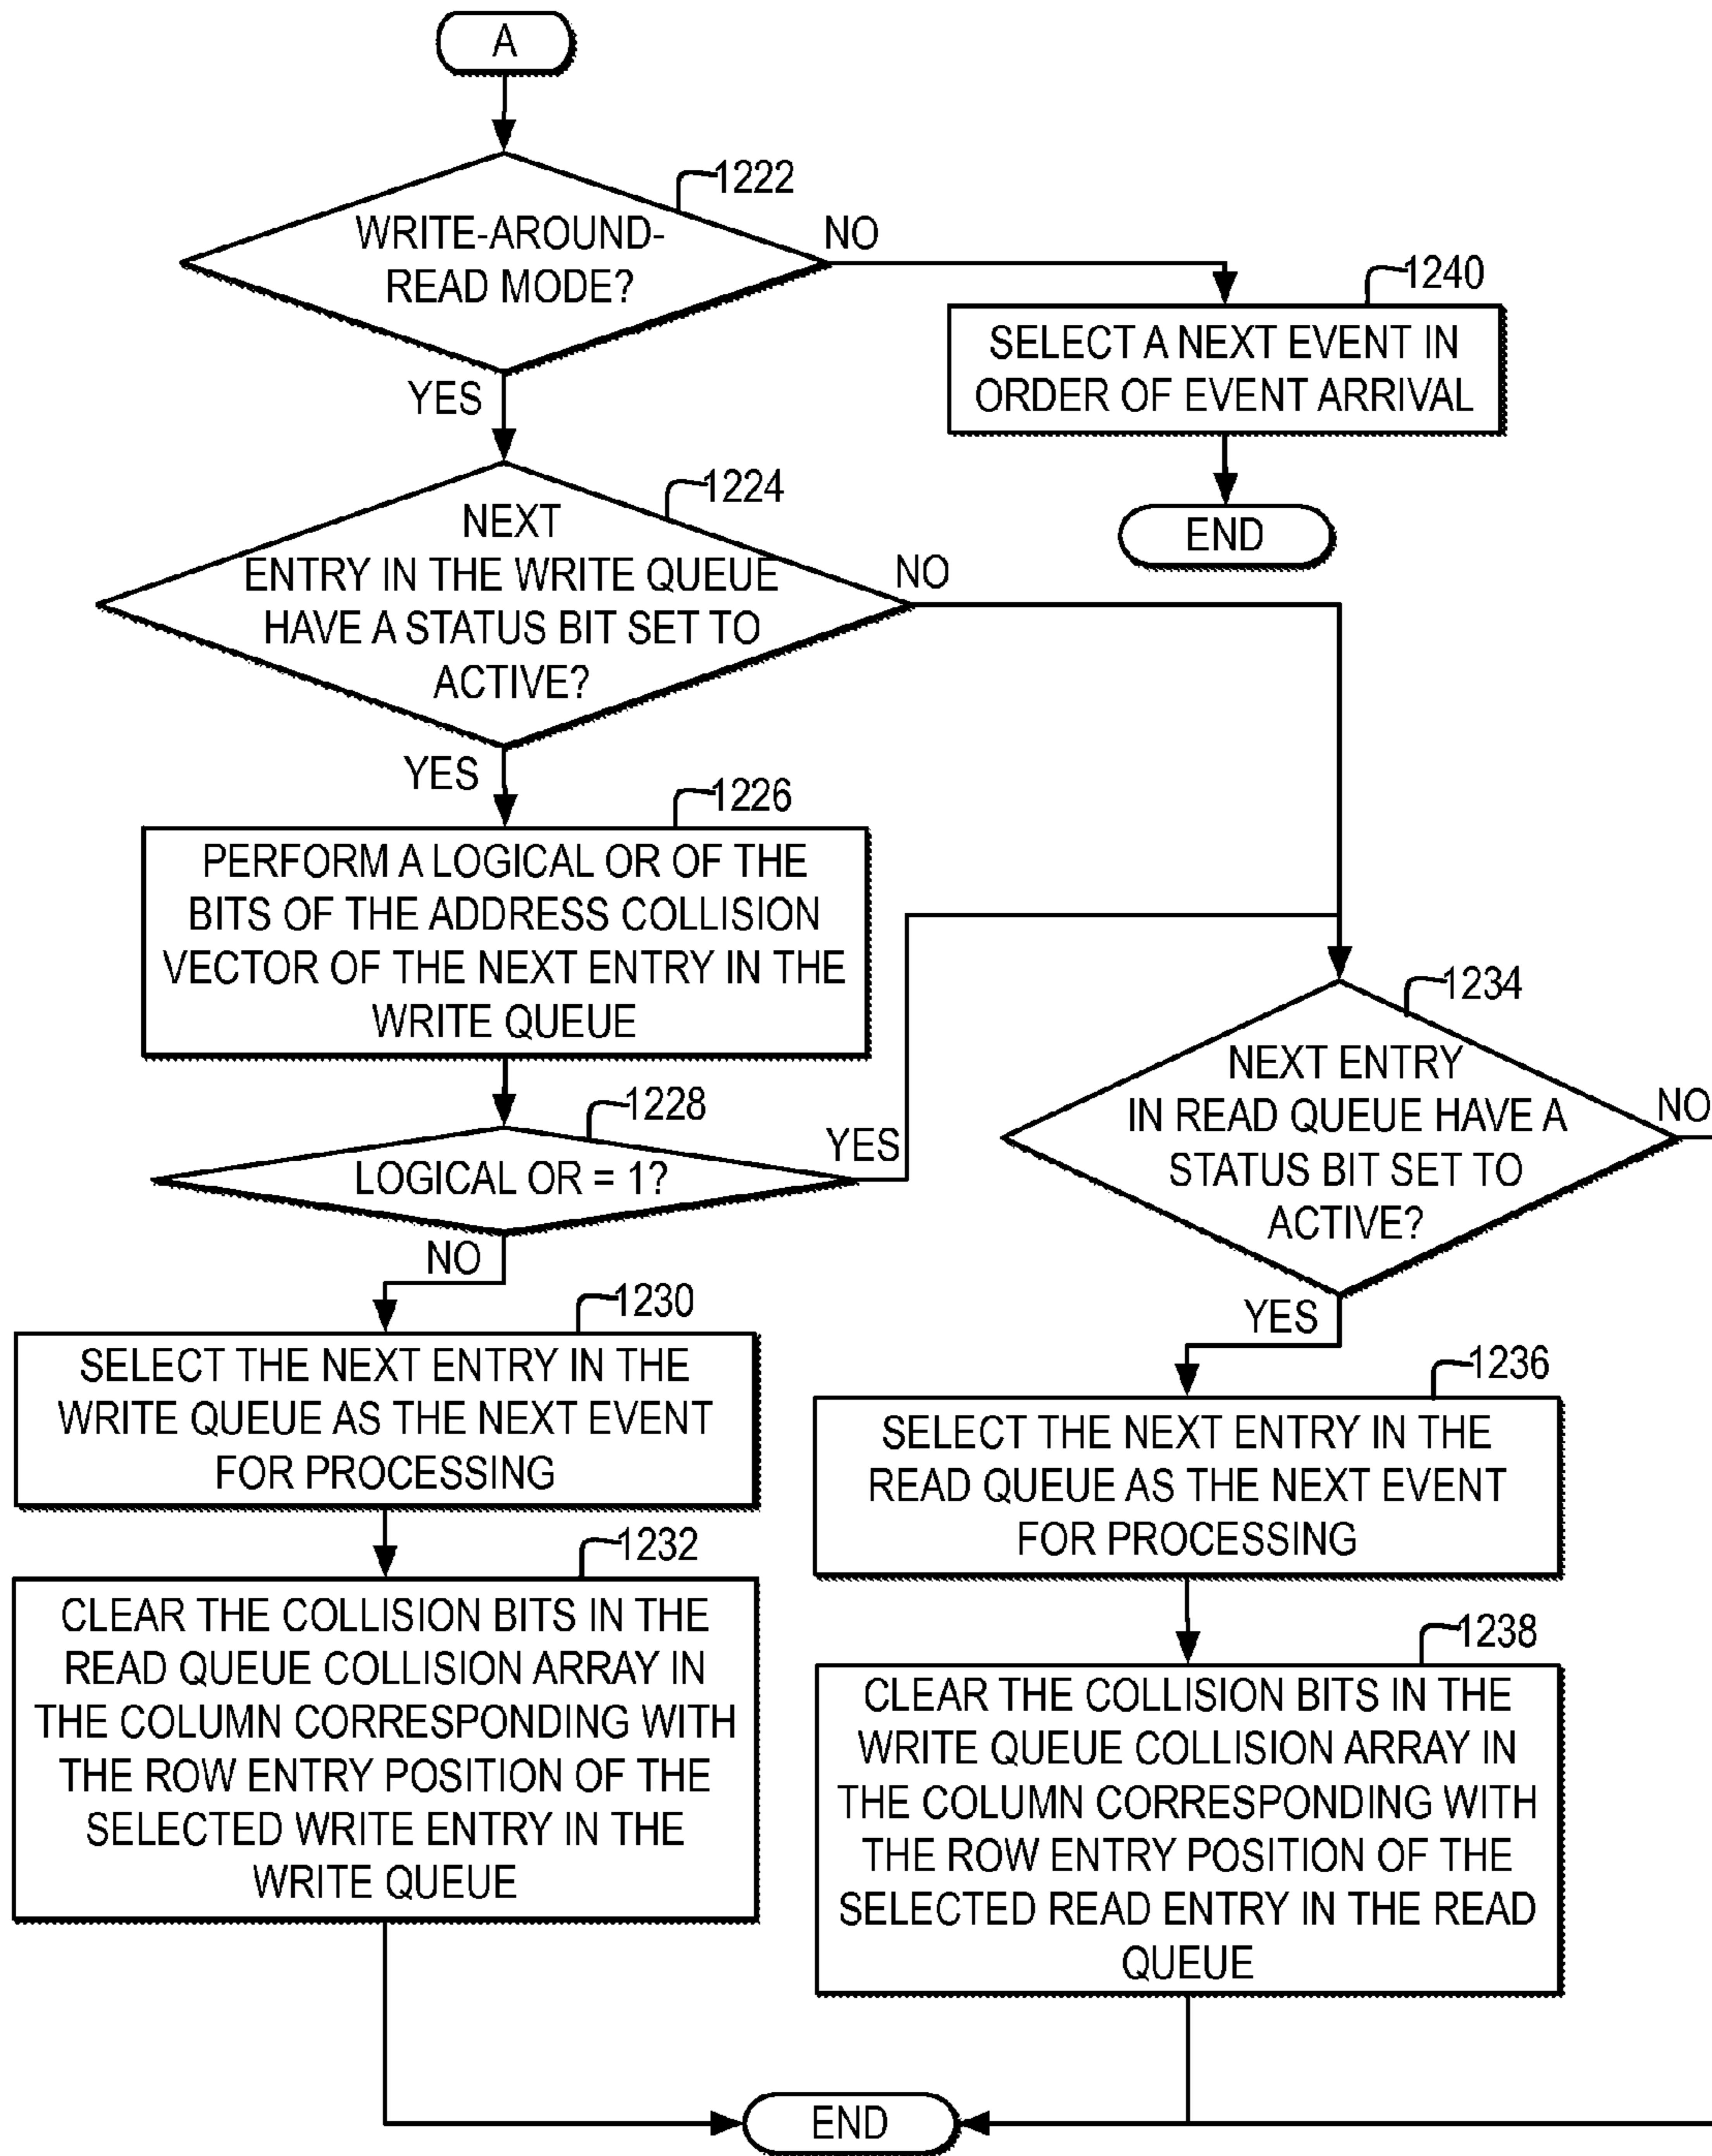 A
1222
WRITE-AROUND-
READ MODE?
NO
YES
1240
SELECT A NEXT EVENT IN
ORDER OF EVENT ARRIVAL
END
1224
NEXT
ENTRY IN THE WRITE QUEUE
HAVE A STATUS BIT SET TO
ACTIVE?
NO
YES
1226
PERFORM A LOGICAL OR OF THE
BITS OF THE ADDRESS COLLISION
VECTOR OF THE NEXT ENTRY IN THE
WRITE QUEUE
1228
LOGICAL OR = 1?
YES
NO
1234
NEXT ENTRY
IN READ QUEUE HAVE A
STATUS BIT SET TO
ACTIVE?
NO
YES
1230
SELECT THE NEXT ENTRY IN THE
WRITE QUEUE AS THE NEXT EVENT
FOR PROCESSING
1236
SELECT THE NEXT ENTRY IN THE
READ QUEUE AS THE NEXT EVENT
FOR PROCESSING
1232
CLEAR THE COLLISION BITS IN THE
READ QUEUE COLLISION ARRAY IN
THE COLUMN CORRESPONDING WITH
THE ROW ENTRY POSITION OF THE
SELECTED WRITE ENTRY IN THE
WRITE QUEUE
1238
CLEAR THE COLLISION BITS IN THE
WRITE QUEUE COLLISION ARRAY IN
THE COLUMN CORRESPONDING WITH
THE ROW ENTRY POSITION OF THE
SELECTED READ ENTRY IN THE READ
QUEUE
END